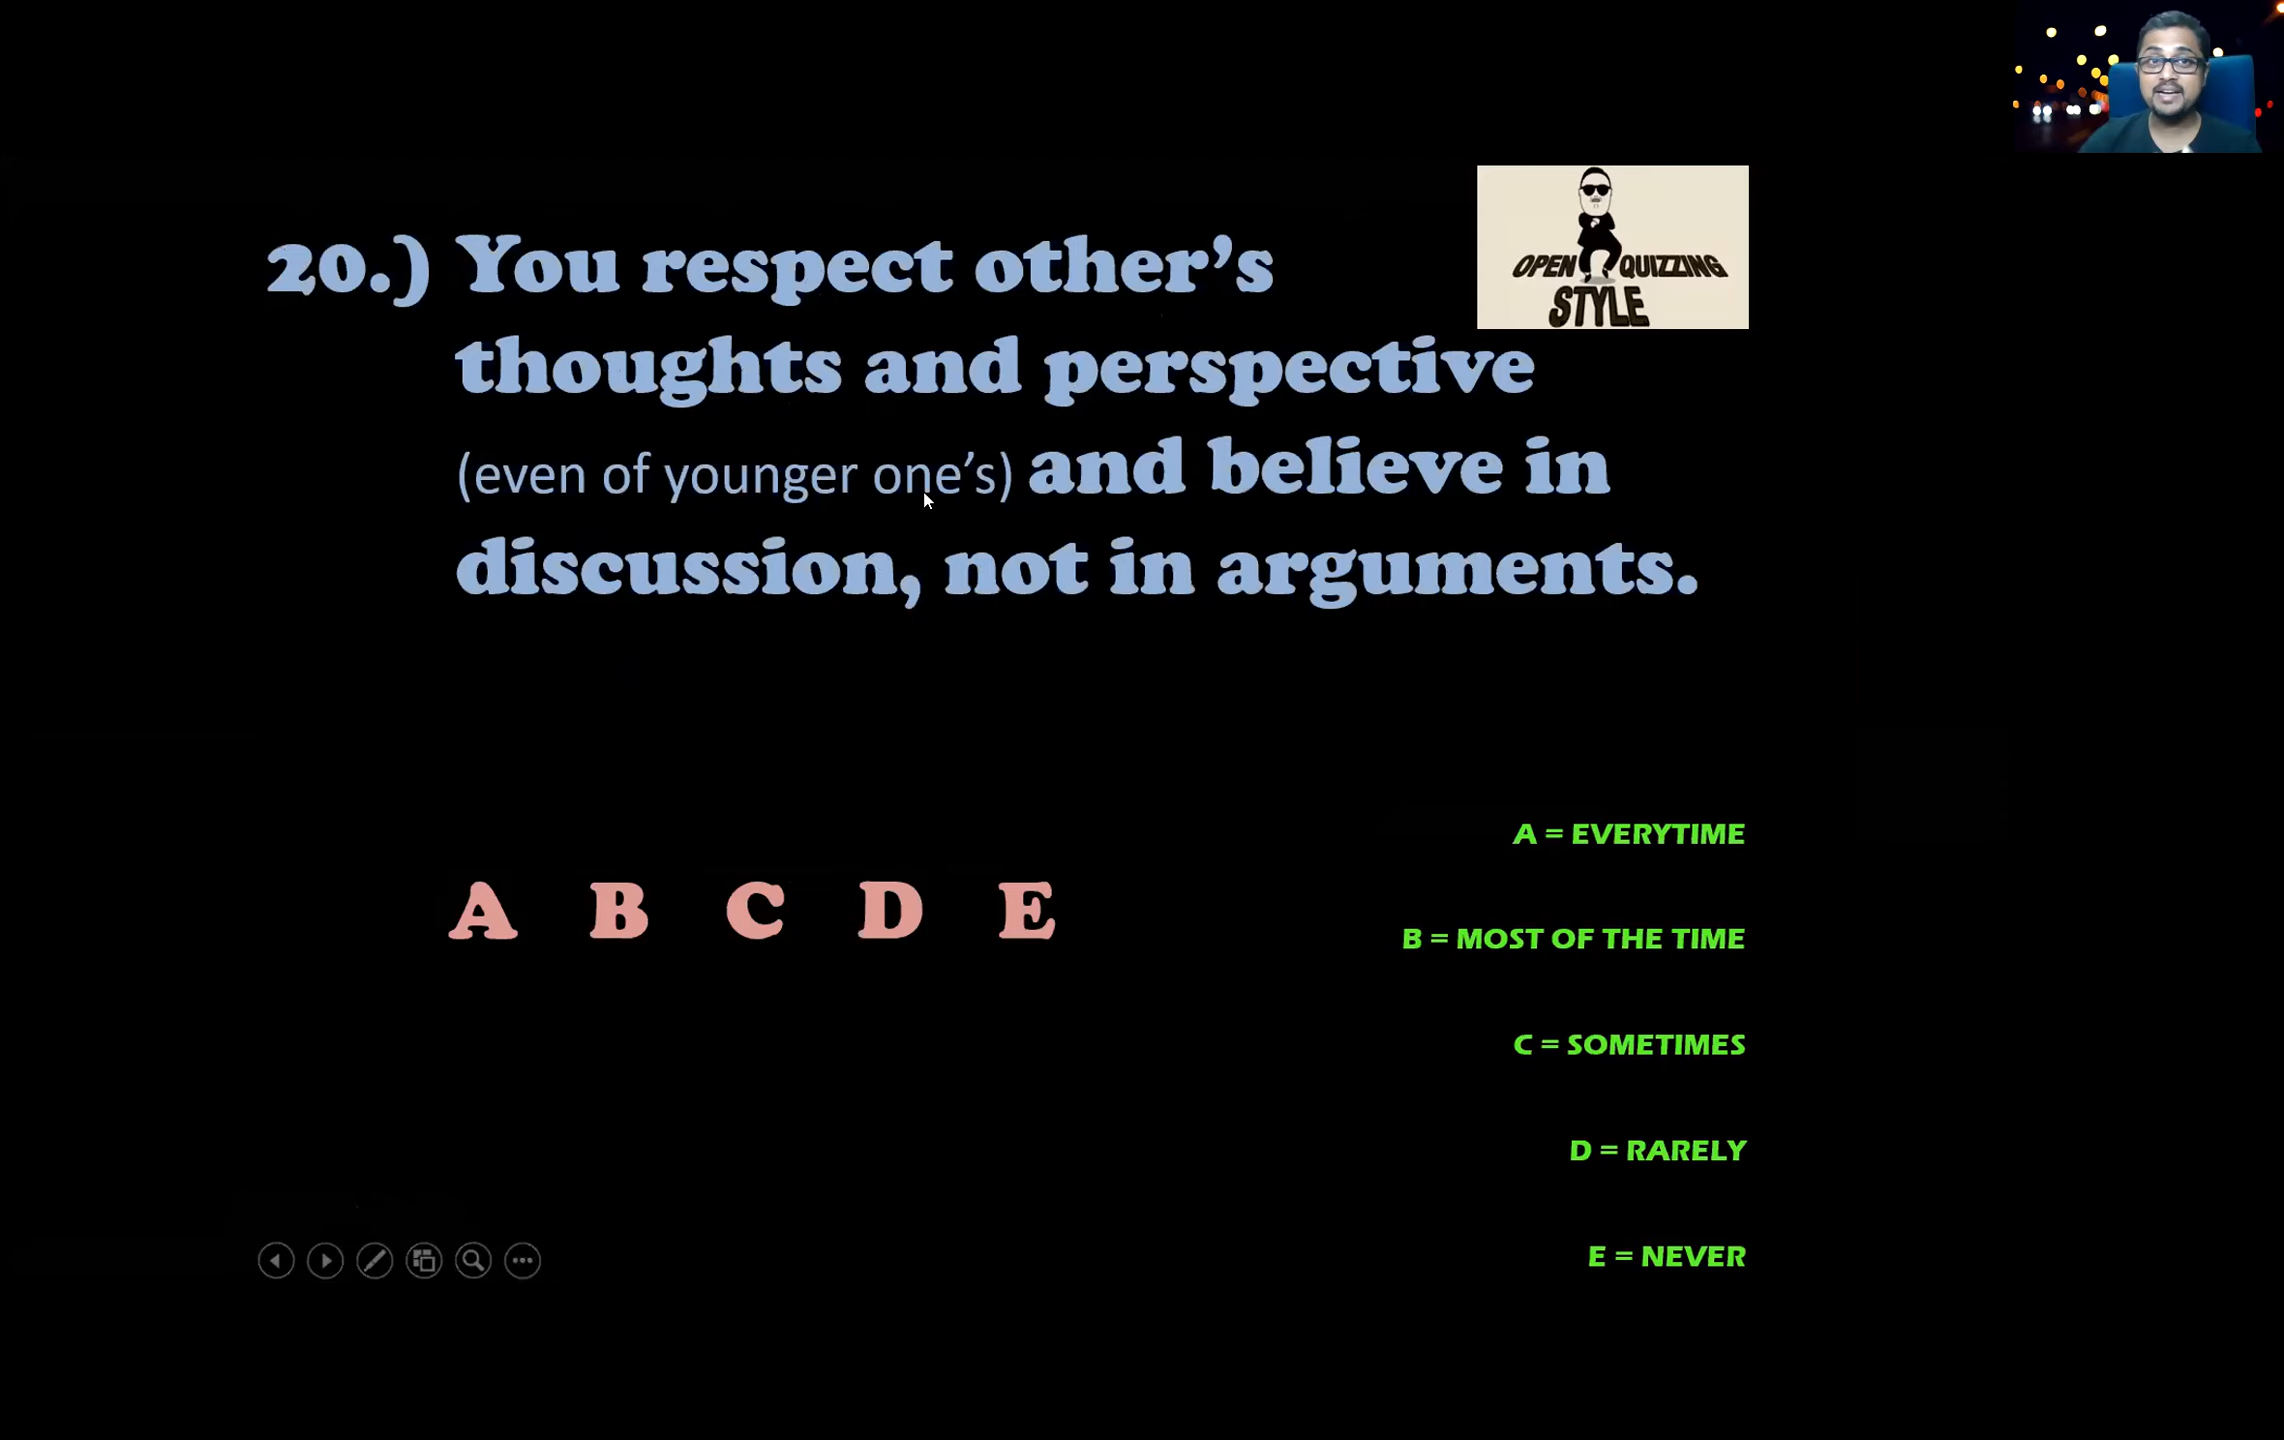 OPEN QUIZZING
STYLE
20.) You respect other’s
thoughts and perspective
(even of younger one’s) and believe in
discussion, not in arguments.
A B C D E
A = EVERYTIME
B = MOST OF THE TIME
C = SOMETIMES
D = RARELY
E = NEVER